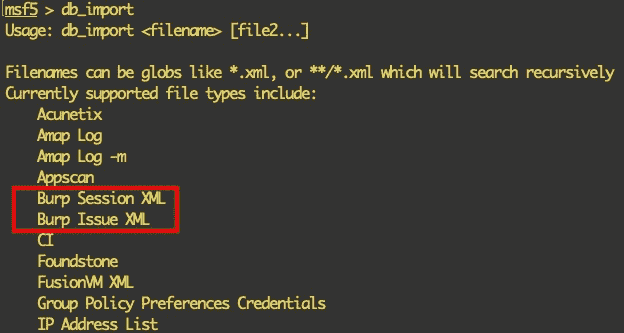 msf5 > db_import
Usage: db_import <filename> [file2...]
Filenames can be globs like *.xml, or **/*.xml which will search recursively
Currently supported file types include:
Acunetix
Amap Log
Amap Log -m
Appscan
Burp Session XML
Burp Issue XML
CI
Foundstone
FusionVM XML
Group Policy Preferences Credentials
IP Address List